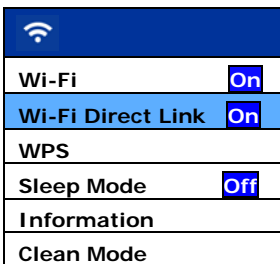 Wi-Fi On
Wi-Fi Direct Link On
WPS
Sleep Mode Off
Information
Clean Mode